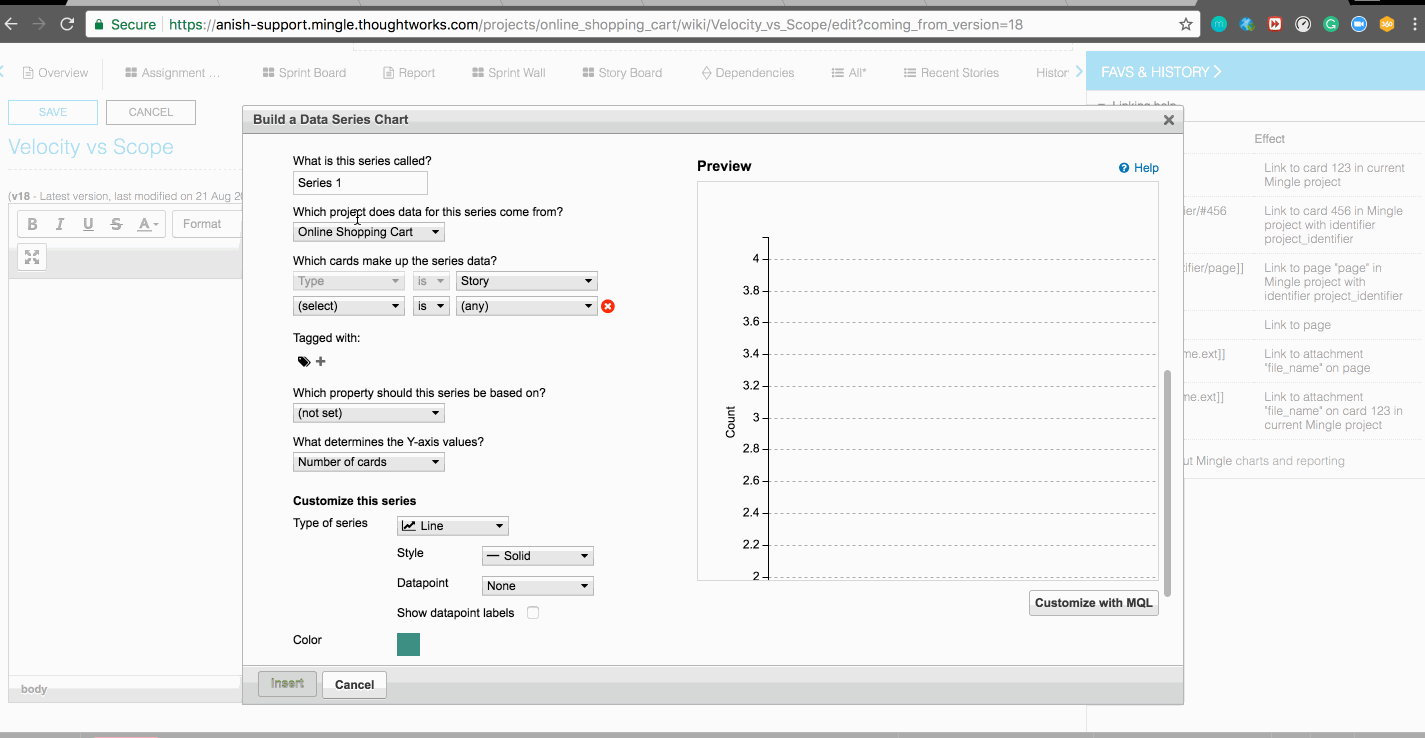 Secure https://anish-support.mingle.thoughtworks.com/projects/online_shopping_cart/wiki/Velocity_vs_Scope/edit?coming_from_version=18
Overview Assignment ... Sprint Board Report Sprint Wall Story Board Dependencies All* Recent Stories Histor
FAVS & HISTORY
SAVE CANCEL
Linking help
Velocity vs Scope
(v18 - Latest version, last modified on 21 Aug 20
B I U S A Format
Build a Data Series Chart
What is this series called?
Series 1
Which project does data for this series come from?
Online Shopping Cart
Which cards make up the series data?
Type is Story
(select) is (any)
Tagged with:
Which property should this series be based on?
(not set)
What determines the Y-axis values?
Number of cards
Customize this series
Type of series Line
Style Solid
Datapoint None
Show datapoint labels
Color
Preview
Help
Count
4
3.8
3.6
3.4
3.2
3
2.8
2.6
2.4
2.2
2
Customize with MQL
Insert Cancel
body
Effect
Link to card 123 in current
Mingle project
ier/#456 Link to card 456 in Mingle
project with identifier
project_identifier
ifier/page]] Link to page "page" in
Mingle project with
identifier project_identifier
Link to page
me.ext]] Link to attachment
"file_name" on page
me.ext]] Link to attachment
"file_name" on card 123 in
current Mingle project
ut Mingle charts and reporting